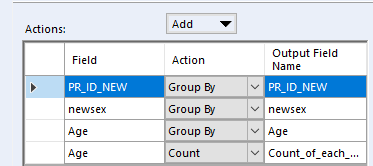 Actions:
Add
Field Action Output Field Name
PR_ID_NEW Group By PR_ID_NEW
newsex Group By newsex
Age Group By Age
Age Count Count_of_each_...